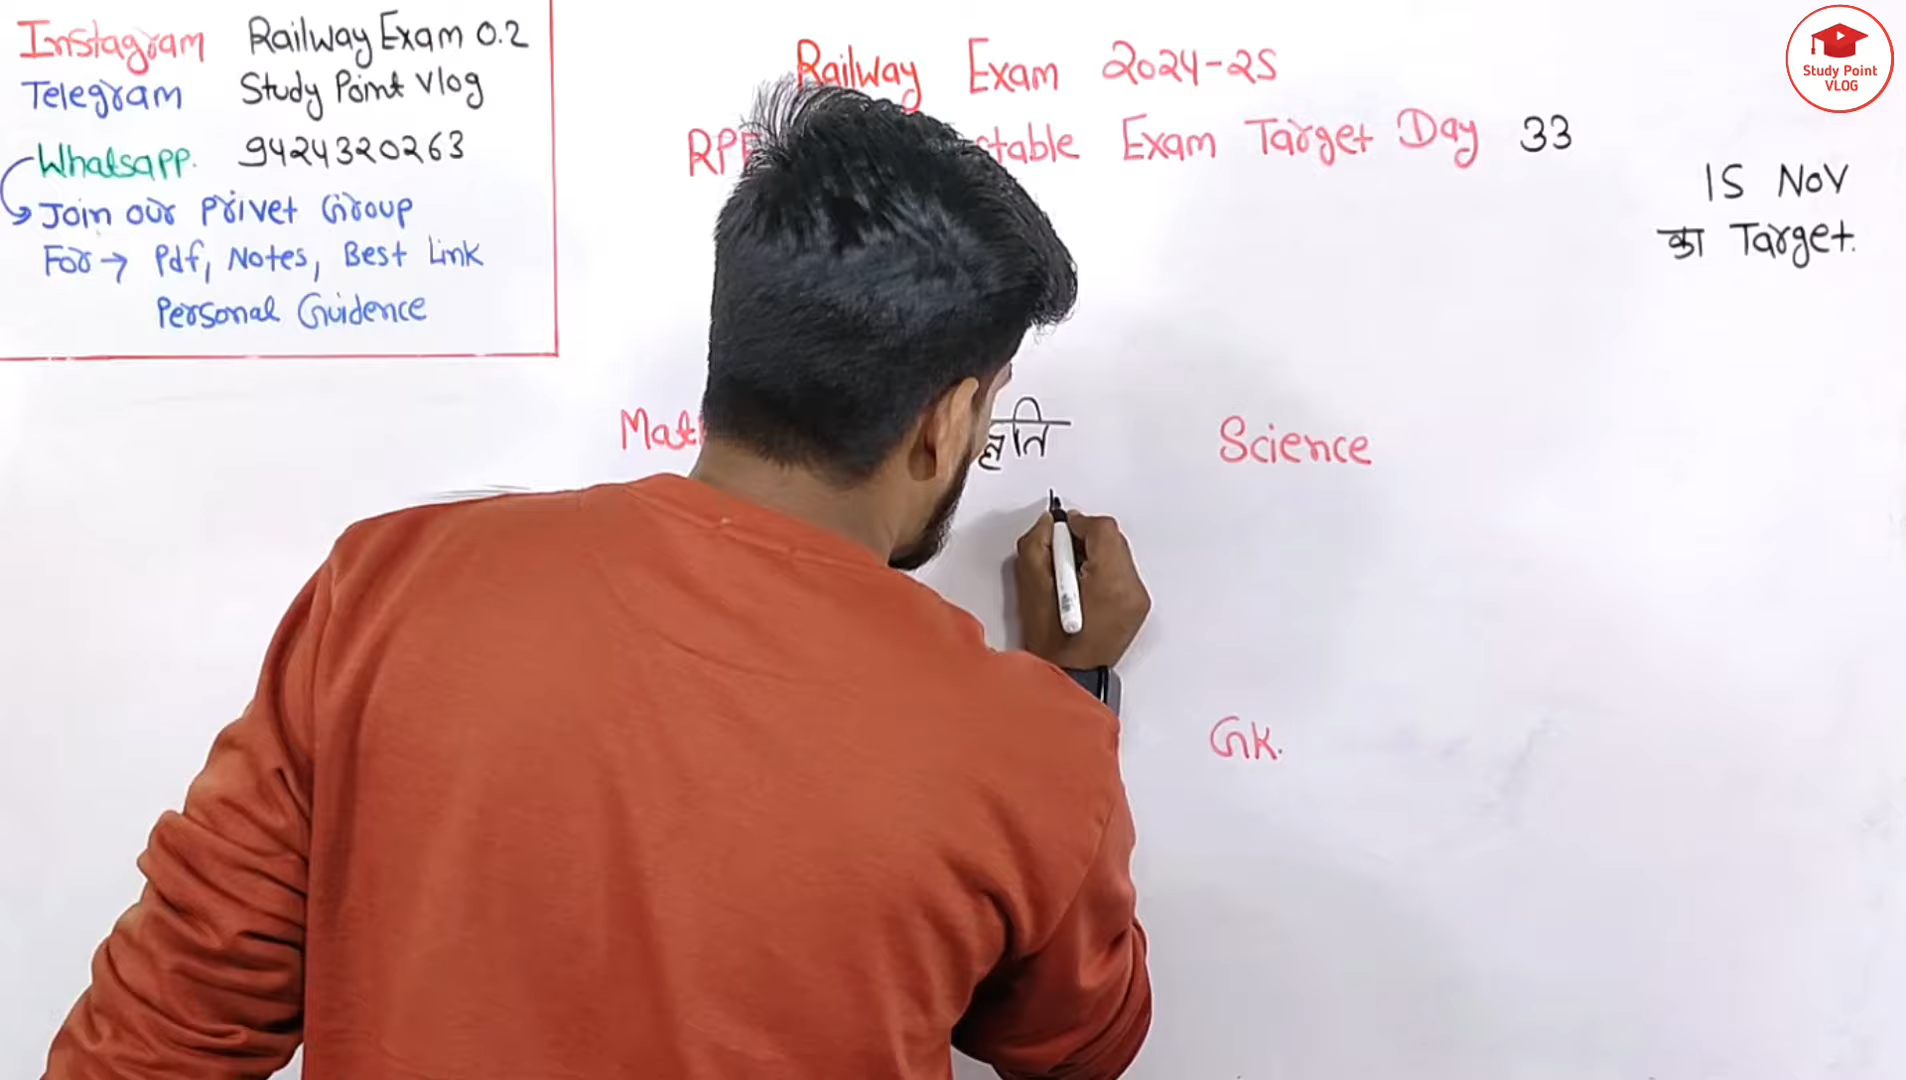 Instagram Railway Exam 0.2
Telegram Study Point Vlog
Whatsapp. 9424320263
Join our Privet Group
For → Pdf, Notes, Best Link
Personal Guidence
Railway Exam 2024-25
Exam Target Day 33
15 NOV
का Target.
Science
GK.
Study Point
VLOG